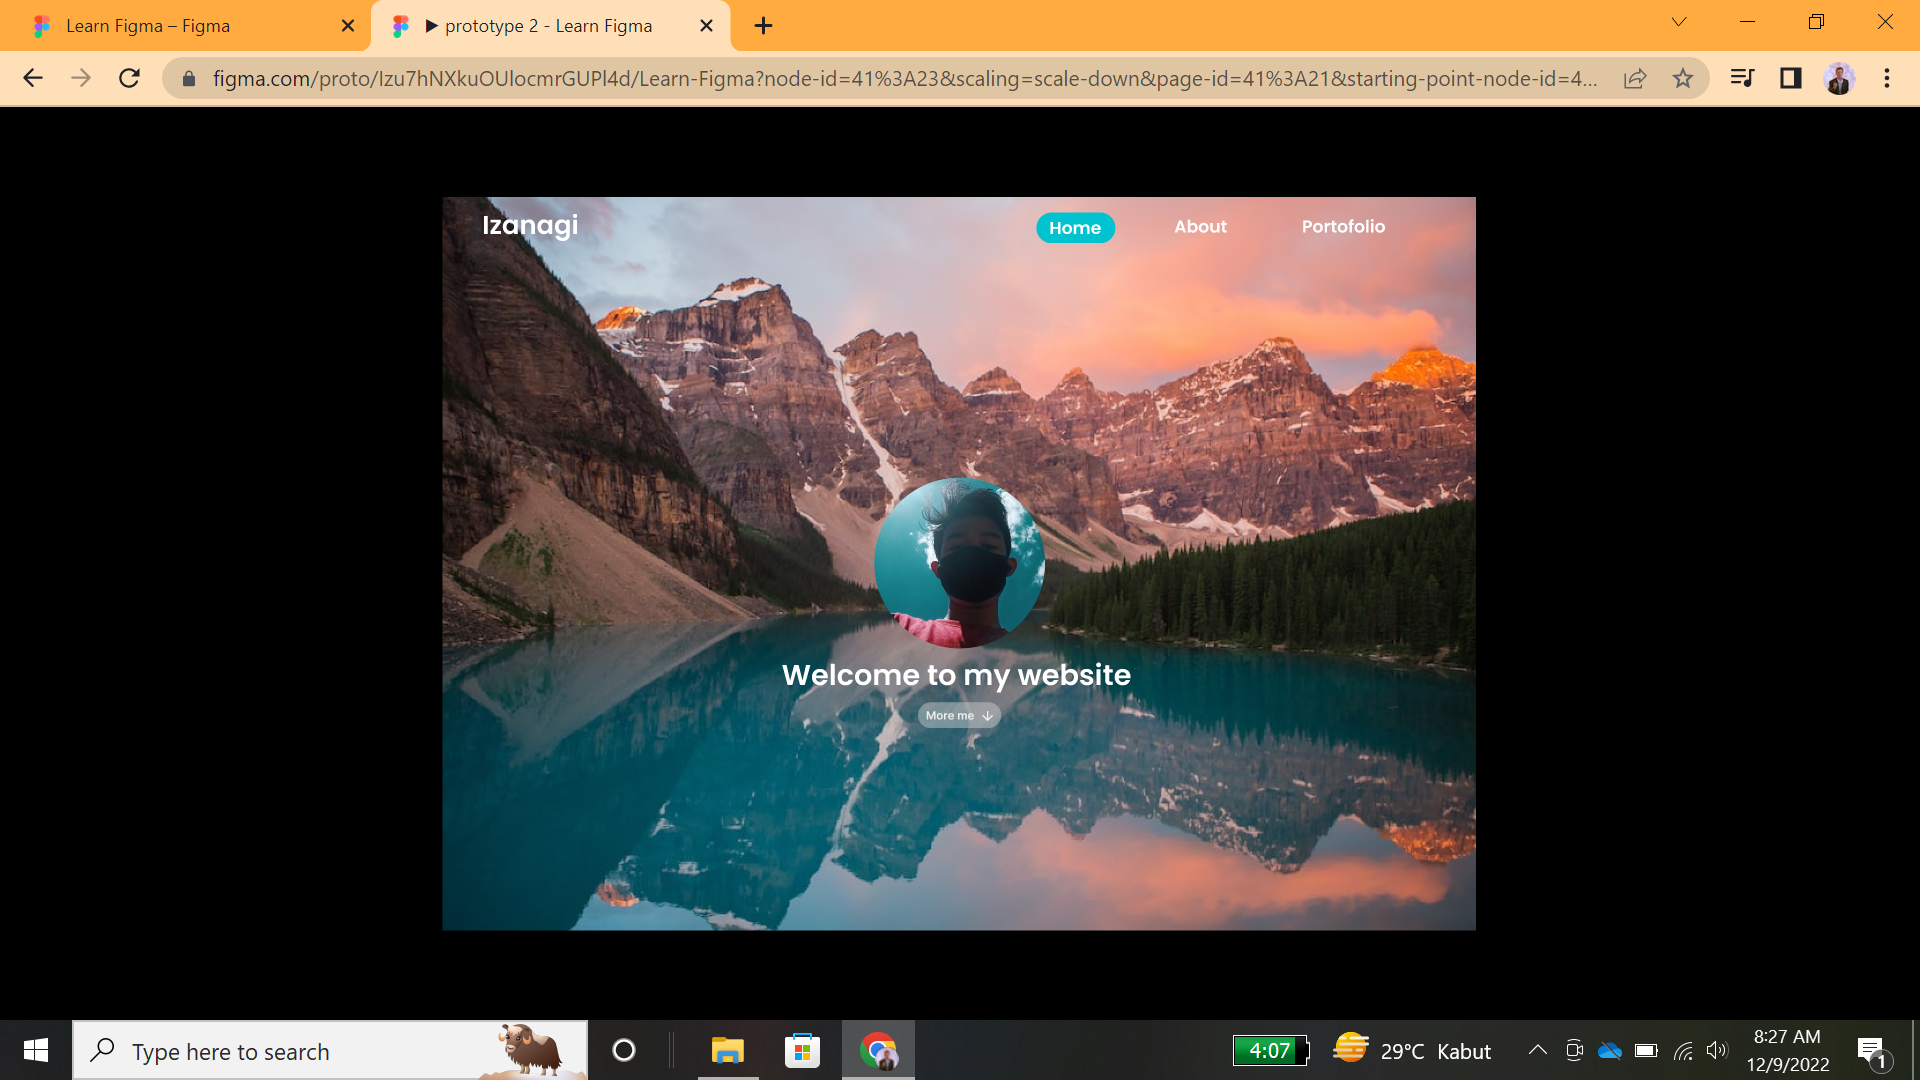 Learn Figma – Figma
▶ prototype 2 - Learn Figma
figma.com/proto/Izu7hNXkuOUlocmrGUPl4d/Learn-Figma?node-id=41%3A23&scaling=scale-down&page-id=41%3A21&starting-point-node-id=4...
Izanagi
Home
About
Portofolio
Welcome to my website
More me
Type here to search
4:07
29°C Kabut
8:27 AM
12/9/2022
1